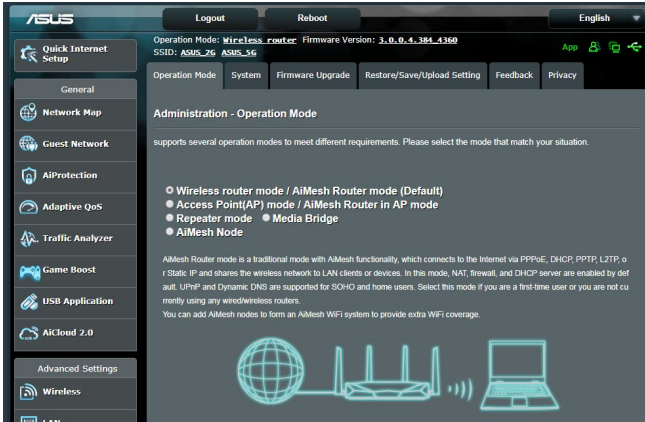 ASUS
Logout
Reboot
English
Operation Mode: Wireless router Firmware Version: 3.0.0.4.384_4360
SSID: ASUS_2G ASUS_5G
App
Quick Internet
Setup
General
Network Map
Guest Network
AiProtection
Adaptive QoS
Traffic Analyzer
Game Boost
USB Application
AiCloud 2.0
Advanced Settings
Wireless
LAN
Operation Mode
System
Firmware Upgrade
Restore/Save/Upload Setting
Feedback
Privacy
Administration - Operation Mode
supports several operation modes to meet different requirements. Please select the mode that match your situation.
Wireless router mode / AiMesh Router mode (Default)
Access Point(AP) mode / AiMesh Router in AP mode
Repeater mode Media Bridge
AiMesh Node
AiMesh Router mode is a traditional mode with AiMesh functionality, which connects to the Internet via PPPoE, DHCP, PPTP, L2TP, o
r Static IP and shares the wireless network to LAN clients or devices. In this mode, NAT, firewall, and DHCP server are enabled by def
ault. UPnP and Dynamic DNS are supported for SOHO and home users. Select this mode if you are a first-time user or you are not cu
rrently using any wired/wireless routers.
You can add AiMesh nodes to form an AiMesh WiFi system to provide extra WiFi coverage.